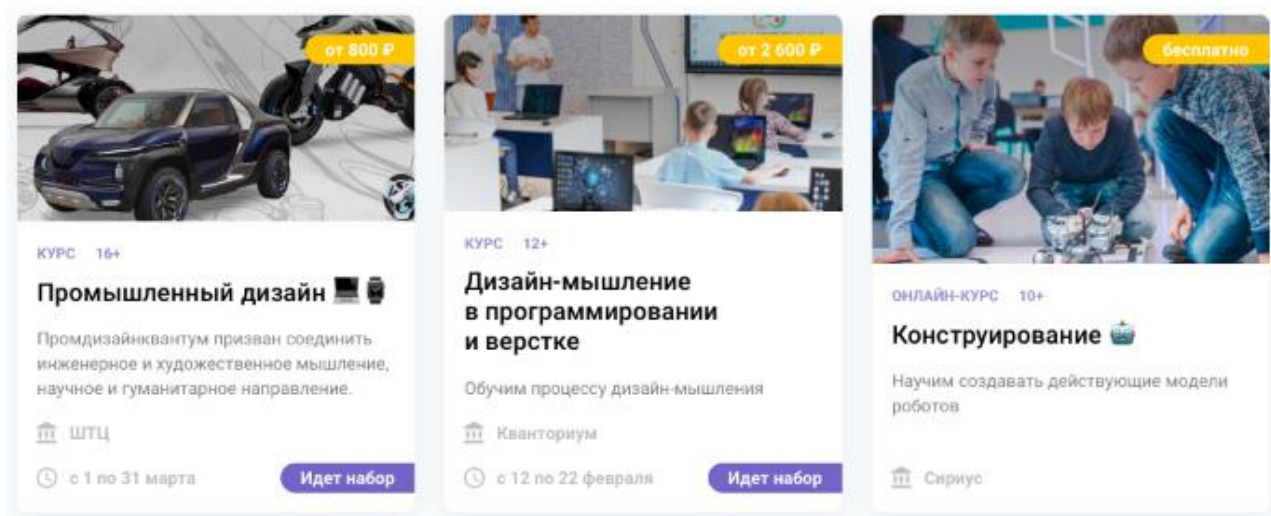 от 800 ₽
КУРС 16+
Промышленный дизайн
Промдизайнквантум призван соединить
инженерное и художественное мышление,
научное и гуманитарное направление.
ШТЦ
с 1 по 31 марта
Идет набор
от 2 600 ₽
КУРС 12+
Дизайн-мышление
в программировании
и верстке
Обучим процессу дизайн-мышления
Кванториум
с 12 по 22 февраля
Идет набор
бесплатно
ОНЛАЙН-КУРС 10+
Конструирование
Научим создавать действующие модели
роботов
Сириус